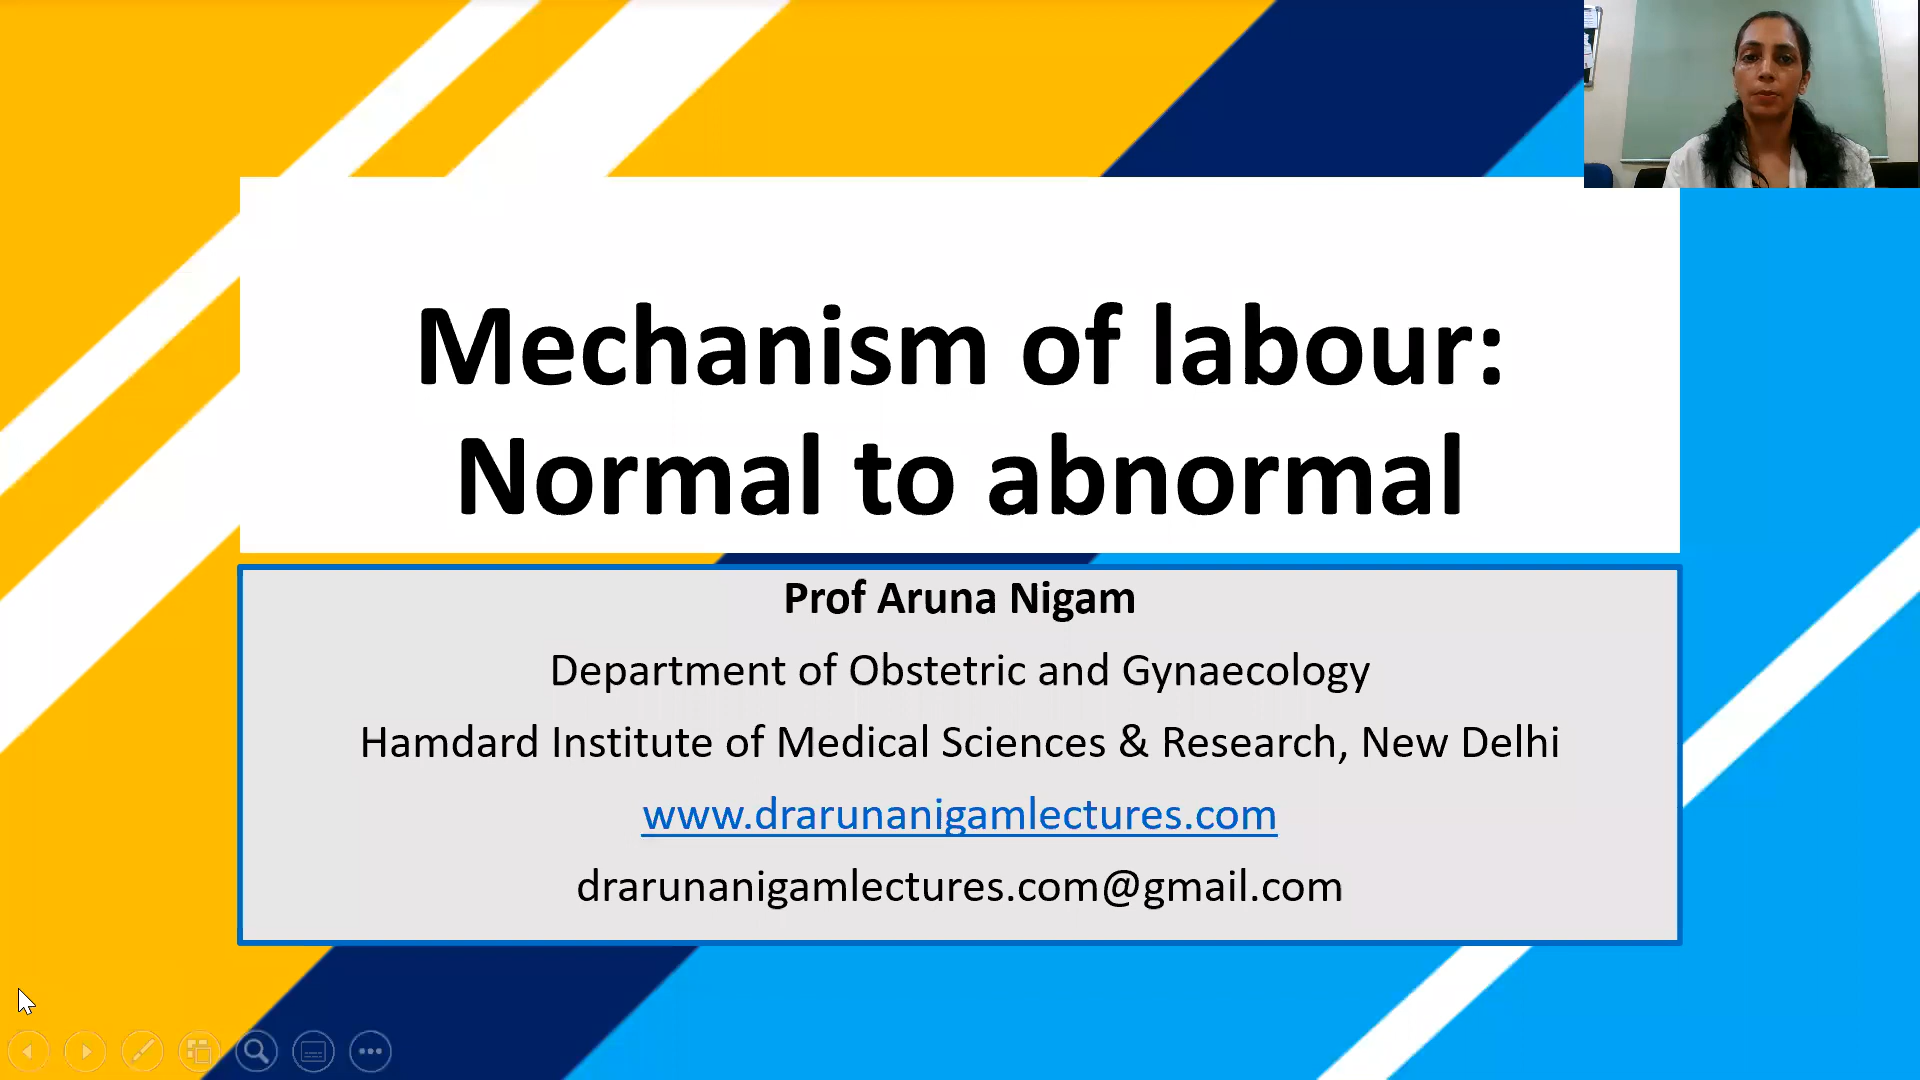 Mechanism of labour:
Normal to abnormal
Prof Aruna Nigam
Department of Obstetric and Gynaecology
Hamdard Institute of Medical Sciences & Research, New Delhi
www.drarunanigamlectures.com
drarunanigamlectures.com@gmail.com